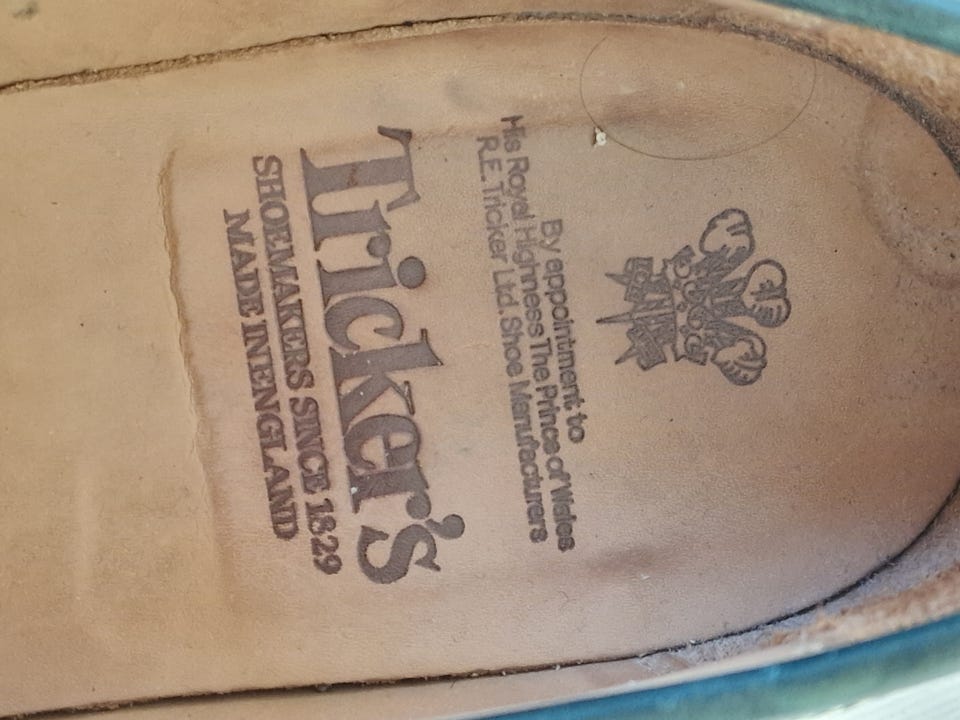 By appointment to
His Royal Highness The Prince of Wales
R.E. Tricker Ltd. Shoe Manufacturers
Tricker's
SHOEMAKERS SINCE 1829
MADE IN ENGLAND